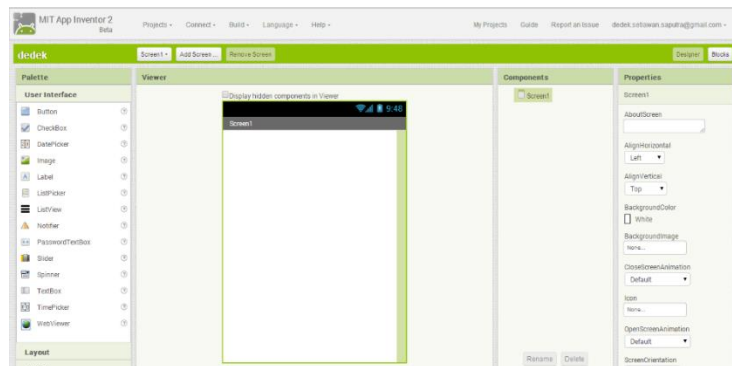 MIT App Inventor 2
Beta
Projects Connect Build Language Help
My Projects Guide Report an Issue dedek.setiawan.saputra@gmail.com
dedek
Screen1 Add Screen ... Remove Screen
Designer Blocks
Palette
User Interface
Button
CheckBox
DatePicker
Image
Label
ListPicker
ListView
Notifier
PasswordTextBox
Slider
Spinner
TextBox
TimePicker
WebViewer
Layout
Viewer
Display hidden components in Viewer
9:48
Screen1
Components
Screen1
Rename Delete
Properties
Screen1
AboutScreen
AlignHorizontal
Left
AlignVertical
Top
BackgroundColor
White
BackgroundImage
None...
CloseScreenAnimation
Default
Icon
None...
OpenScreenAnimation
Default
ScreenOrientation